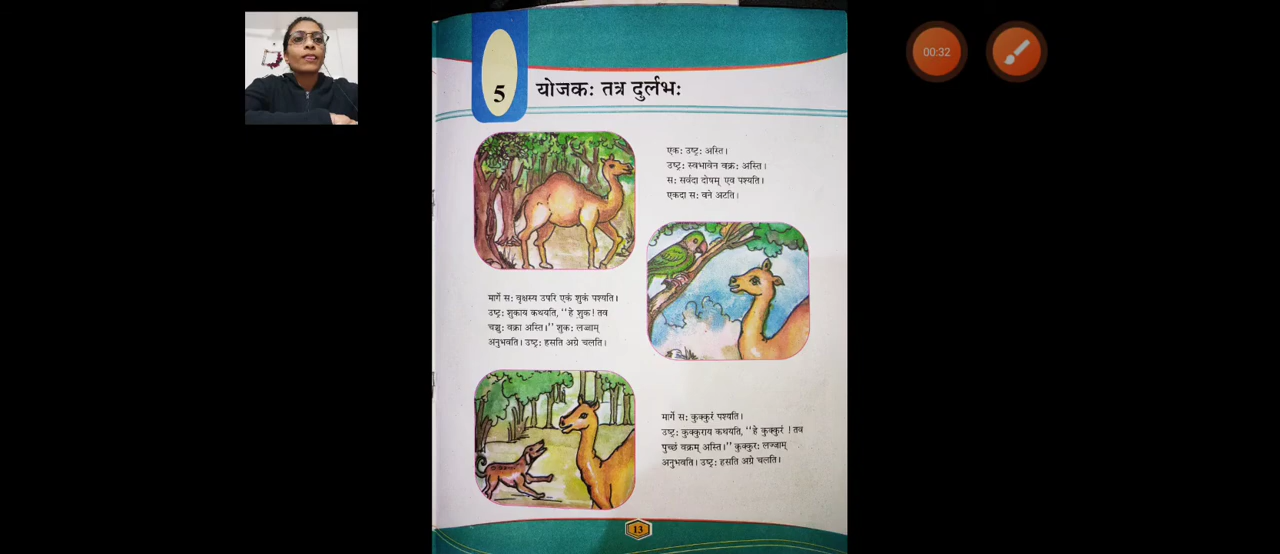 00:32
5
योजकः तत्र दुर्लभः
एकः उष्ट्रः अस्ति।
उष्ट्रः स्वभावेन वक्रः अस्ति।
सः सर्वदा दोषम् एव पश्यति।
एकदा सः वने अटति।
मार्गे सः वृक्षस्य उपरि एकं शुकं पश्यति।
उष्ट्रः शुकाय कथयति, “हे शुक! तव
चञ्चुः वक्रा अस्ति।” शुकः लज्जाम्
अनुभवति। उष्ट्रः हसति अग्रे चलति।
मार्गे सः कुक्कुरं पश्यति।
उष्ट्रः कुक्कुराय कथयति, “हे कुक्कुरं ! तव
पुच्छं वक्रम् अस्ति।” कुक्कुरः लज्जाम्
अनुभवति। उष्ट्रः हसति अग्रे चलति।
13